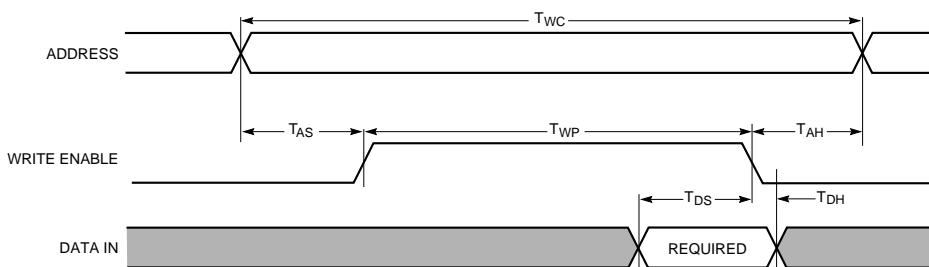 TWC
ADDRESS
TAS
TWP
TAH
WRITE ENABLE
TDS
TDH
DATA IN
REQUIRED